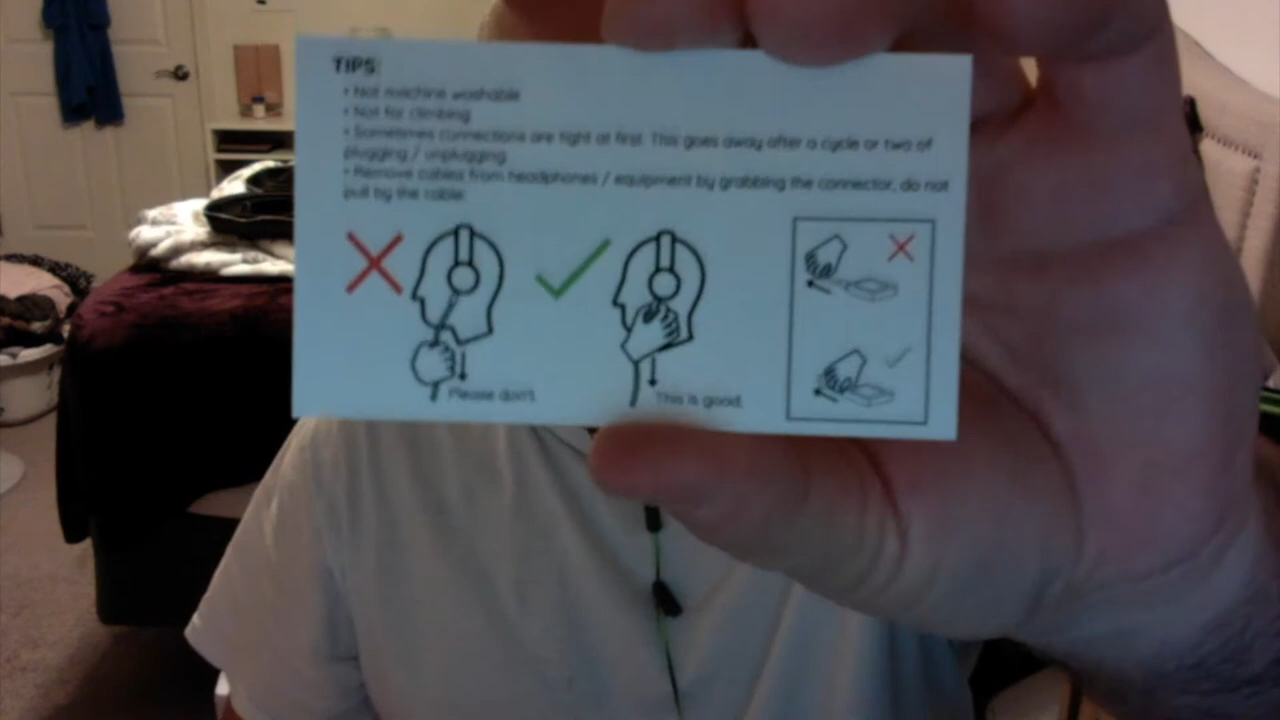 TIPS:
• Not machine washable
• Not for climbing
• Sometimes connections are tight at first. This goes away after a cycle or two of
plugging / unplugging.
• Remove cables from headphones / equipment by grabbing the connector, do not
pull by the cable.
Please don't.
This is good.